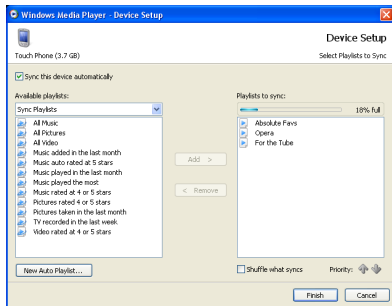 Windows Media Player - Device Setup
Device Setup
Touch Phone (3.7 GB)
Select Playlists to Sync
Sync this device automatically
Available playlists:
Sync Playlists
All Music
All Pictures
All Video
Music added in the last month
Music auto rated at 5 stars
Music played in the last month
Music played the most
Music rated at 4 or 5 stars
Pictures rated 4 or 5 stars
Pictures taken in the last month
TV recorded in the last week
Video rated at 4 or 5 stars
New Auto Playlist...
Add >
< Remove
Playlists to sync:
18% full
Absolute Favs
Opera
For the Tube
Shuffle what syncs
Priority:
Finish
Cancel